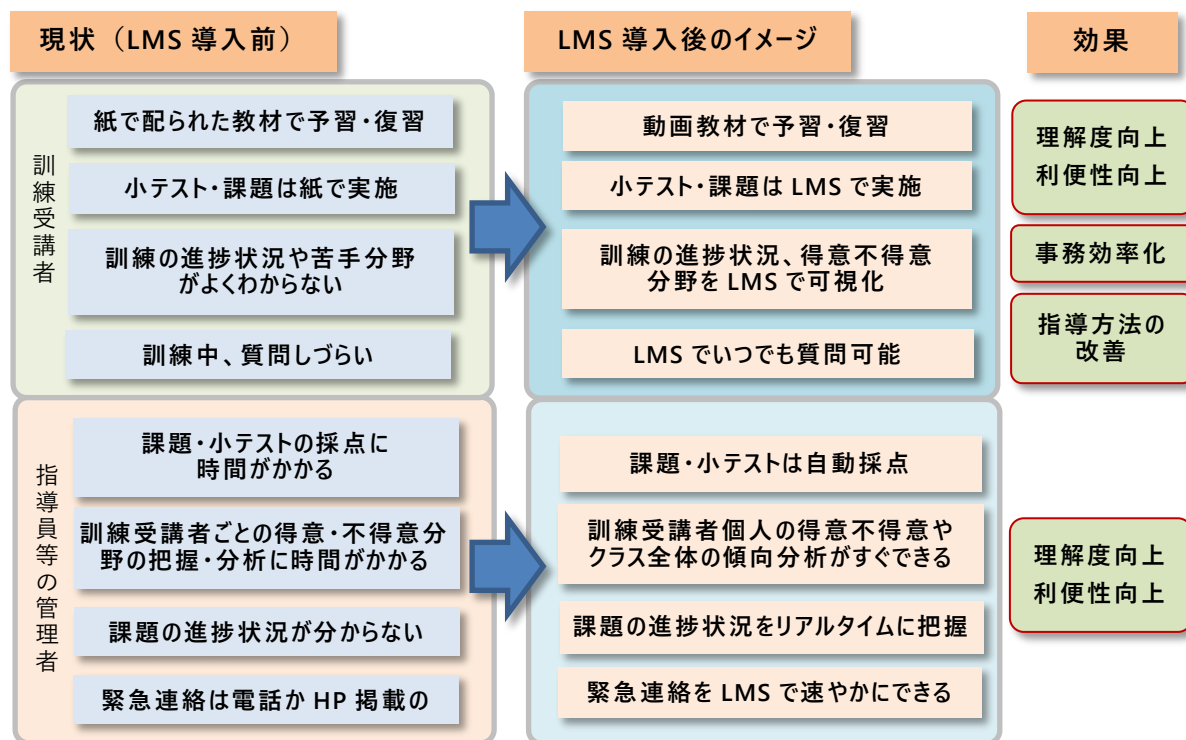 現状（LMS 導入前）
LMS 導入後のイメージ
効果
訓練受講者
紙で配られた教材で予習・復習
小テスト・課題は紙で実施
訓練の進捗状況や苦手分野
がよくわからない
訓練中、質問しづらい
動画教材で予習・復習
小テスト・課題は LMS で実施
訓練の進捗状況、得意不得意
分野を LMS で可視化
LMS でいつでも質問可能
理解度向上
利便性向上
事務効率化
指導方法の
改善
指導員等の管理者
課題・小テストの採点に
時間がかかる
訓練受講者ごとの得意・不得意分
野の把握・分析に時間がかかる
課題の進捗状況が分からない
緊急連絡は電話か HP 掲載の
課題・小テストは自動採点
訓練受講者個人の得意不得意や
クラス全体の傾向分析がすぐできる
課題の進捗状況をリアルタイムに把握
緊急連絡を LMS で速やかにできる
理解度向上
利便性向上